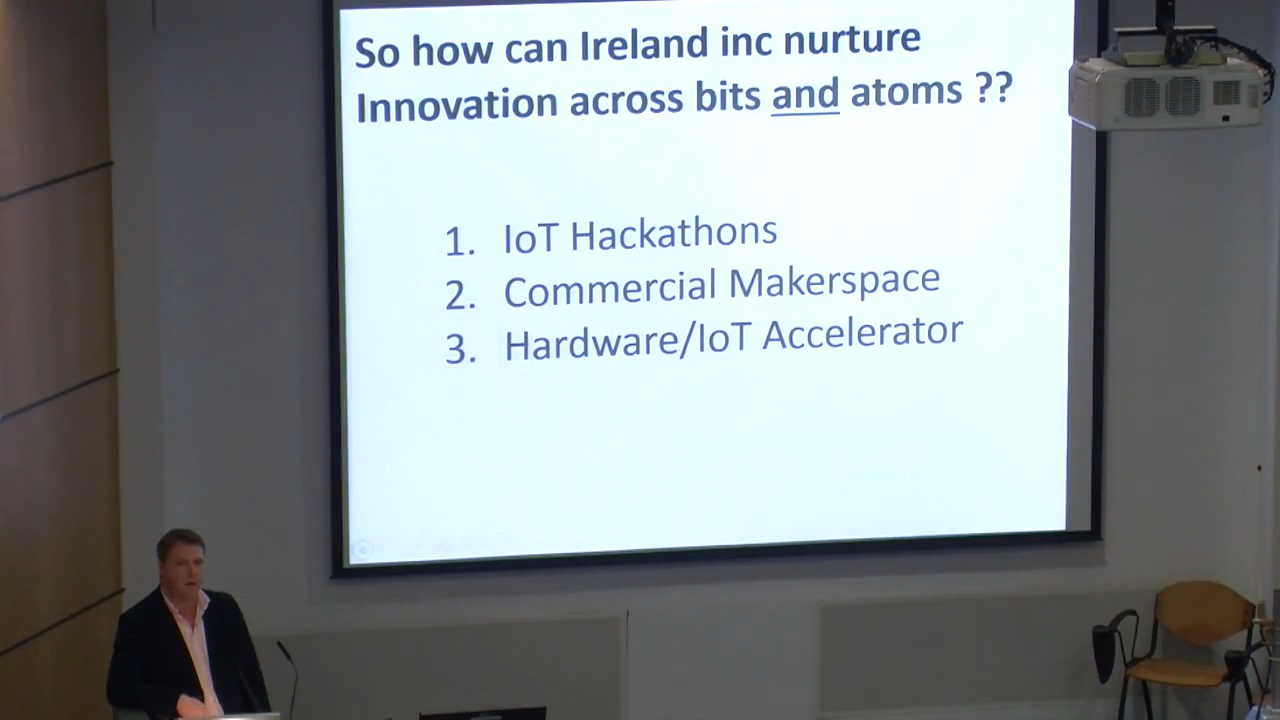 So how can Ireland inc nurture
Innovation across bits and atoms ??
1. IoT Hackathons
2. Commercial Makerspace
3. Hardware/IoT Accelerator